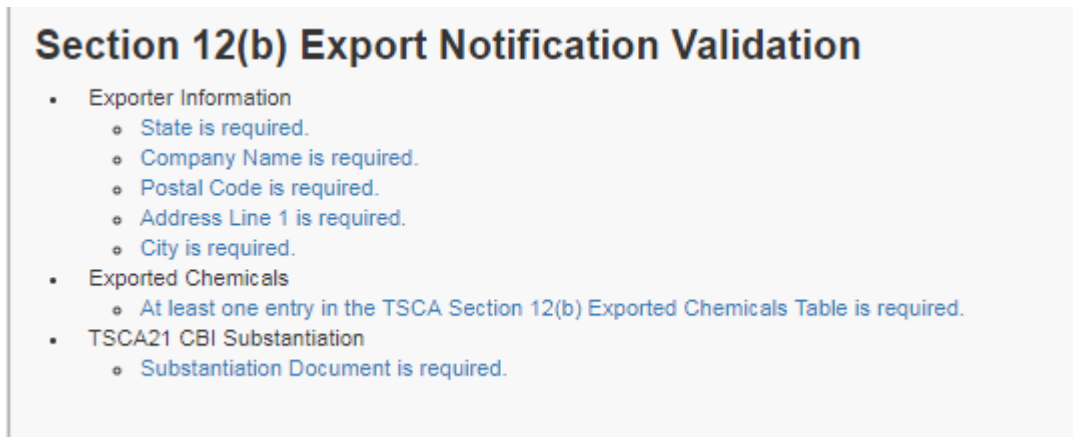 Section 12(b) Export Notification Validation
Exporter Information
State is required.
Company Name is required.
Postal Code is required.
Address Line 1 is required.
City is required.
Exported Chemicals
At least one entry in the TSCA Section 12(b) Exported Chemicals Table is required.
TSCA21 CBI Substantiation
Substantiation Document is required.